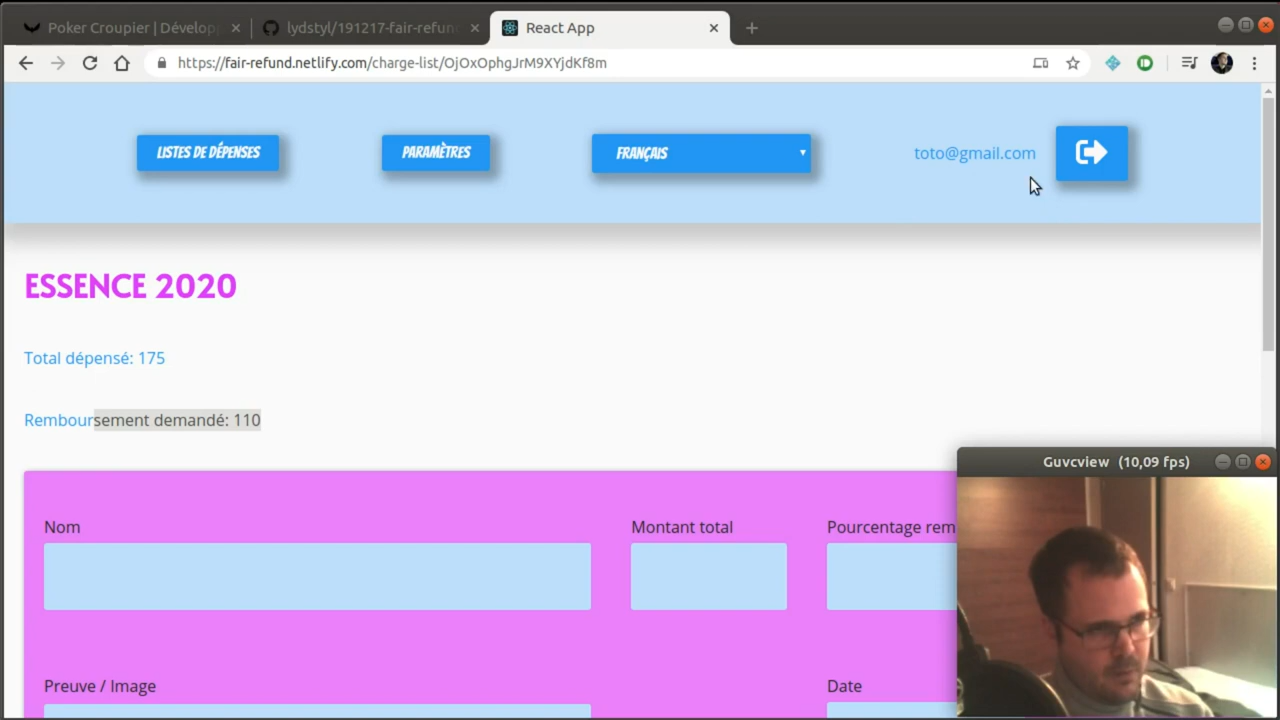 Poker Croupier | Dévelop
lydstyl/191217-fair-refun
React App
https://fair-refund.netlify.com/charge-list/OjOxOphgJrM9XYjdKf8m
LISTES DE DÉPENSES
PARAMÈTRES
FRANÇAIS
toto@gmail.com
ESSENCE 2020
Total dépensé: 175
Remboursement demandé: 110
Guvcview (10,09 fps)
Nom
Montant total
Pourcentage rem
Preuve / Image
Date